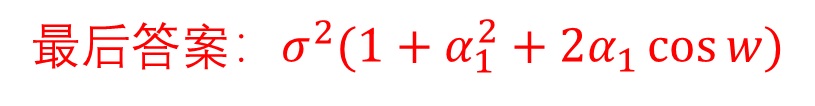 最后答案：σ²(1 + α₁² + 2α₁ cos w)